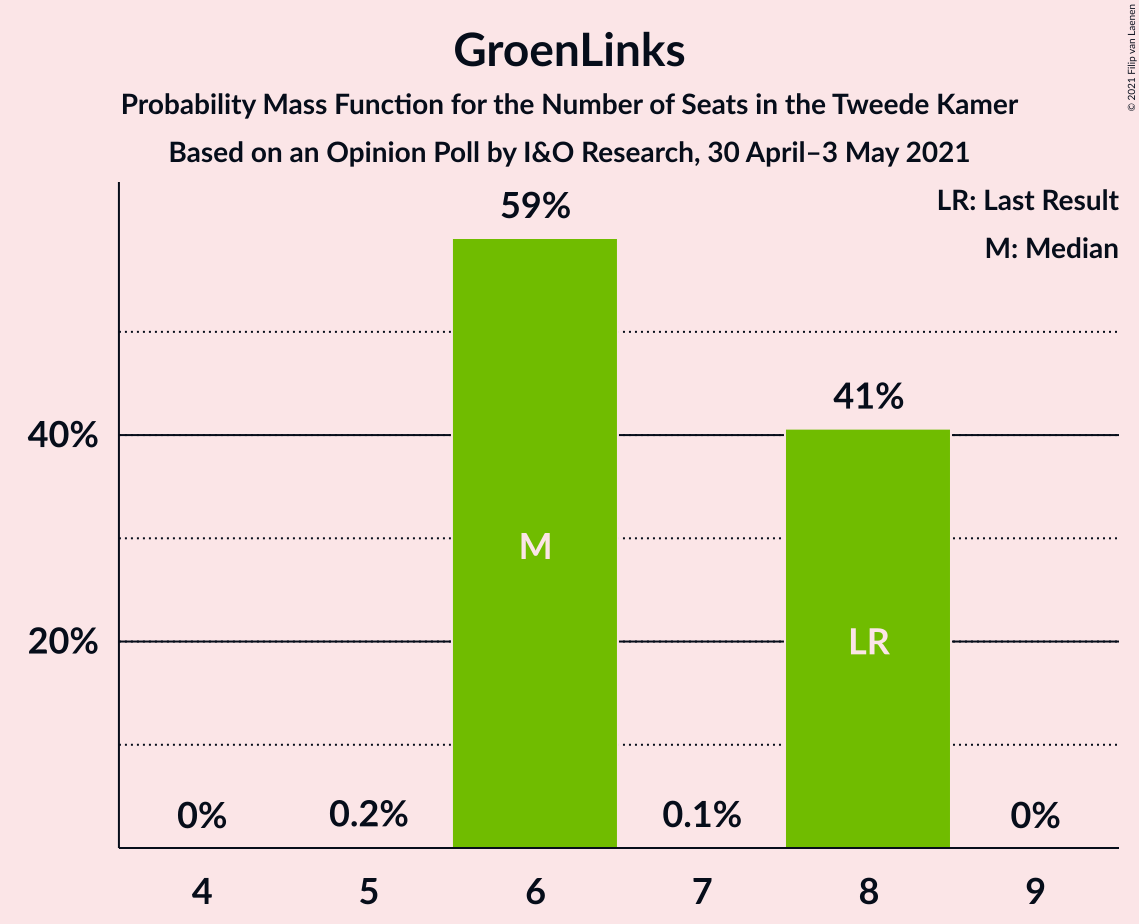 GroenLinks
Probability Mass Function for the Number of Seats in the Tweede Kamer
Based on an Opinion Poll by I&O Research, 30 April–3 May 2021
© 2021 Filip van Laenen
LR: Last Result
M: Median
59%
41%
40%
M
20%
LR
0%
0.2%
0.1%
0%
4
5
6
7
8
9